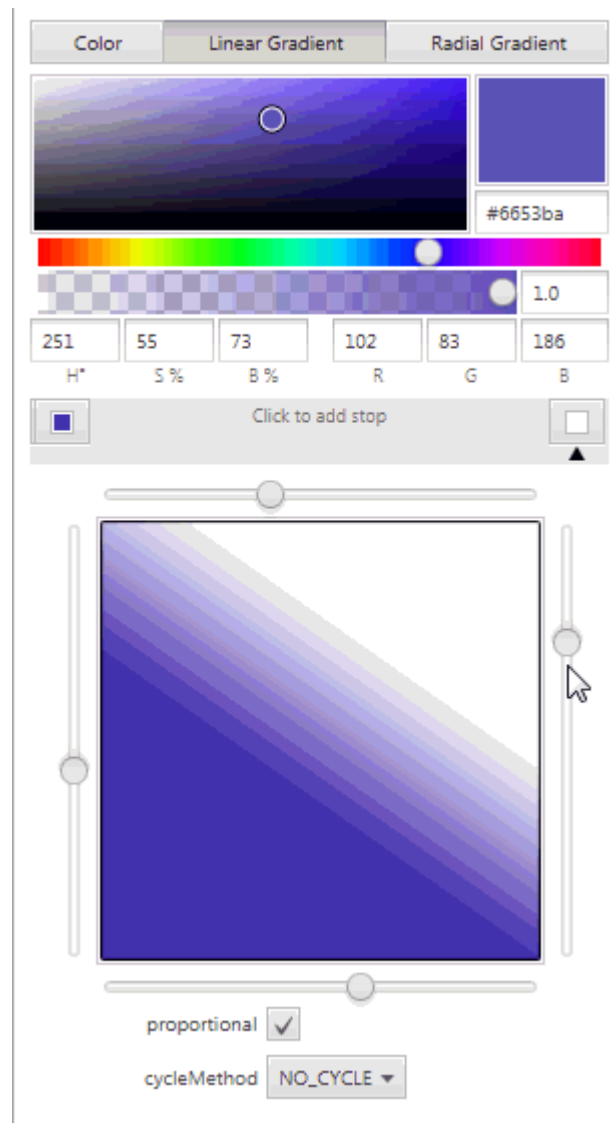 Color Linear Gradient Radial Gradient
#6653ba
1.0
251 55 73 102 83 186
H° S % B % R G B
Click to add stop
proportional
cycleMethod NO_CYCLE